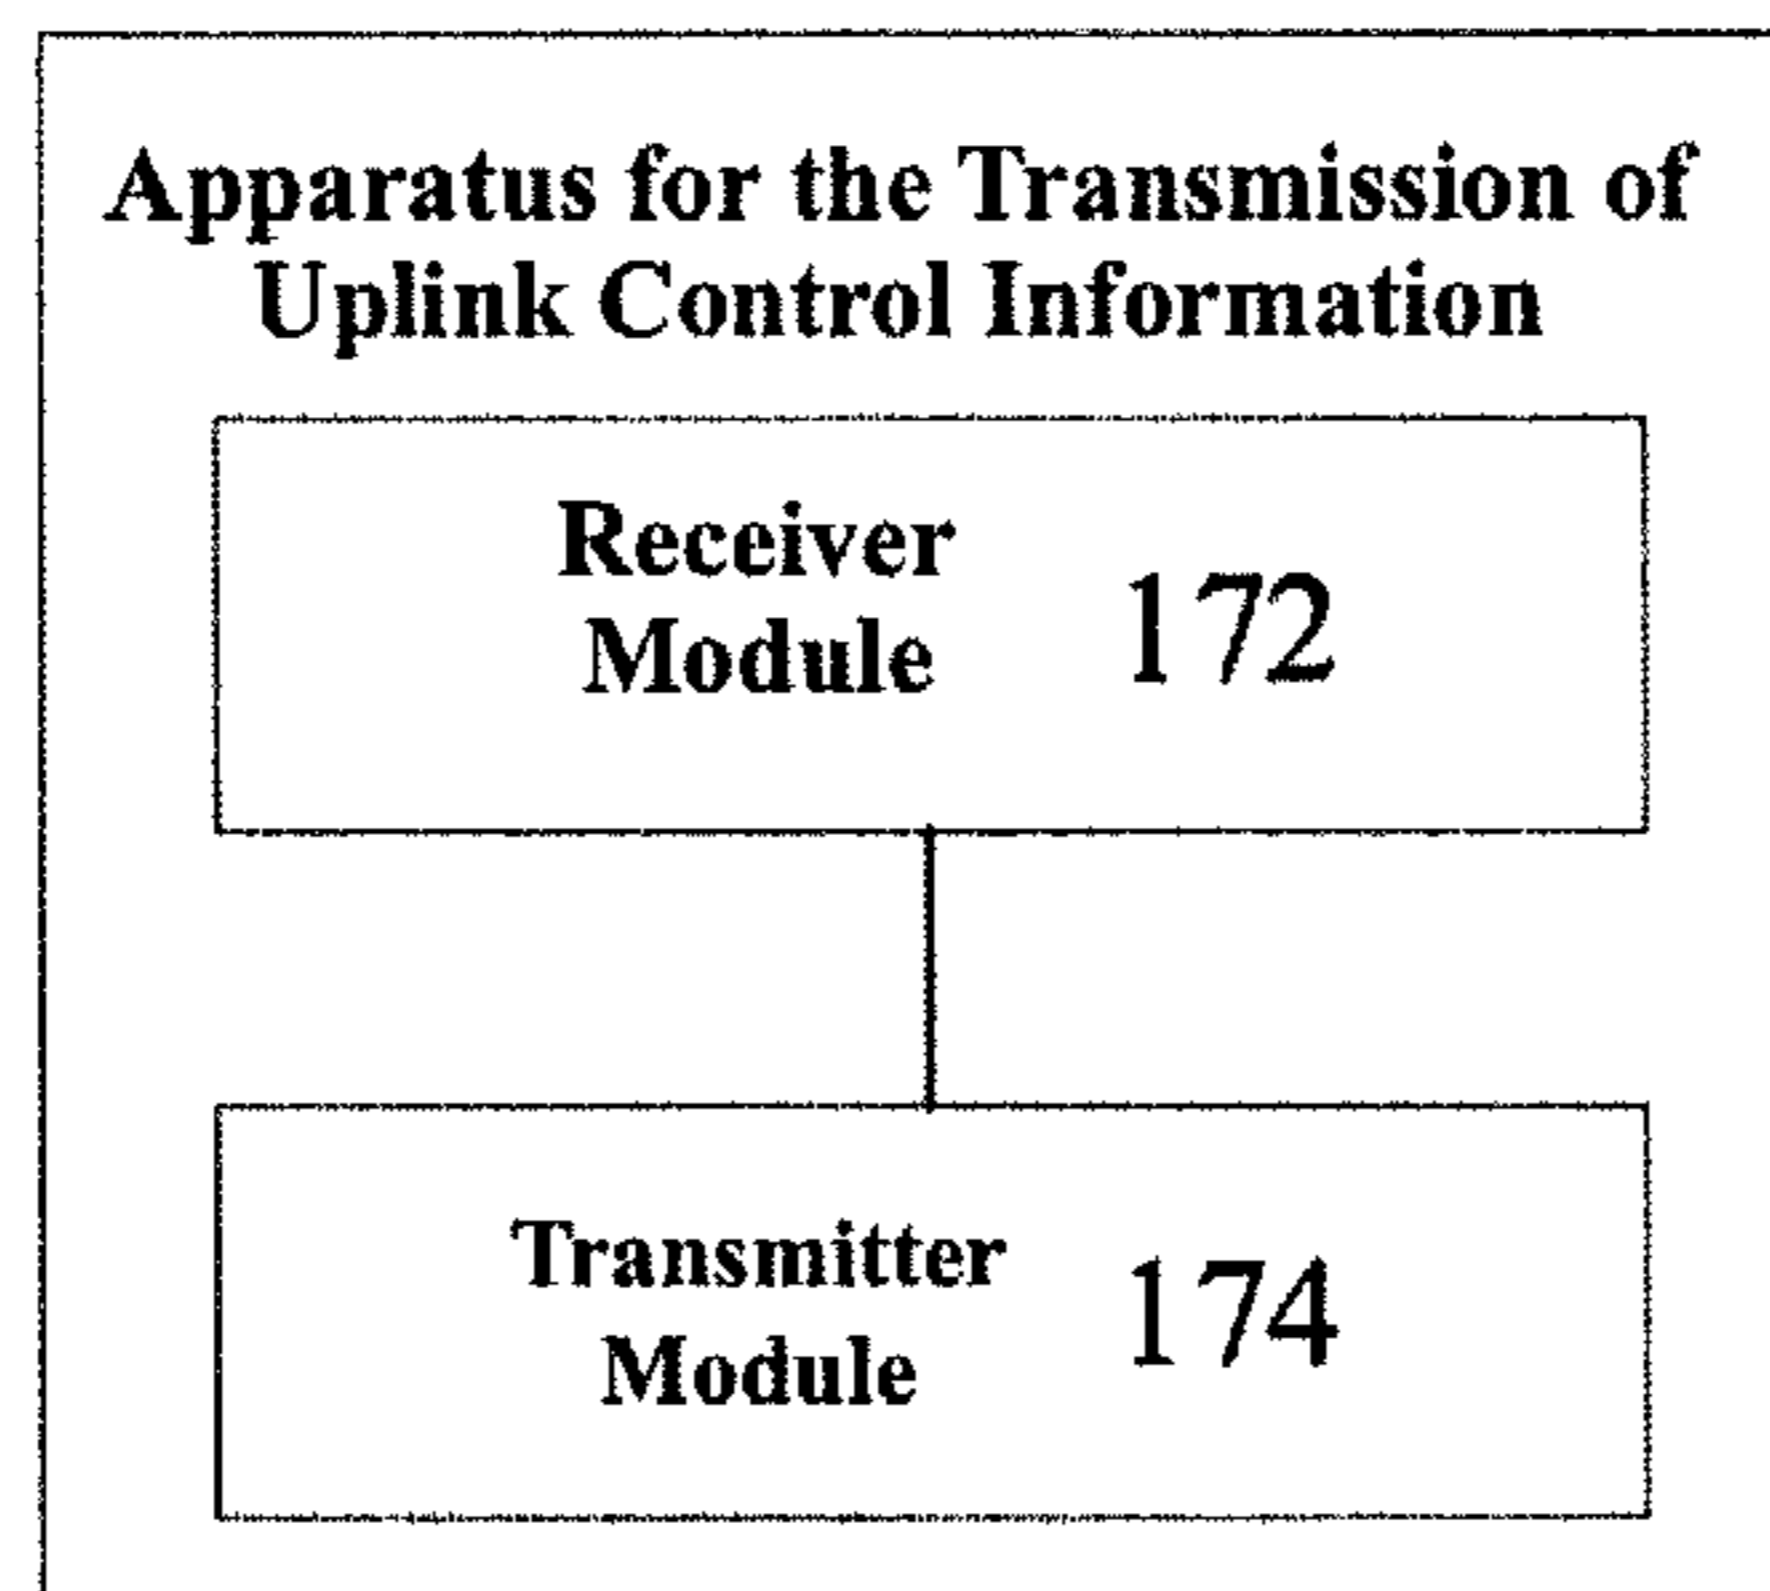 Apparatus for the Transmission of
Uplink Control Information
Receiver
Module
172
Transmitter
Module
174